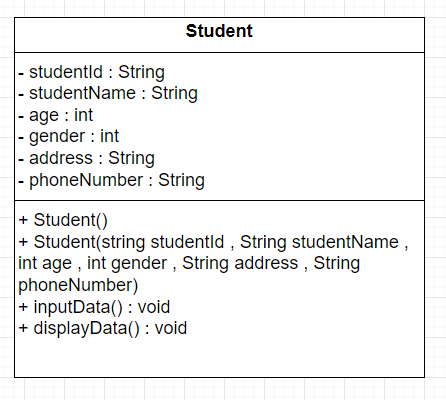 Student
- studentId : String
- studentName : String
- age : int
- gender : int
- address : String
- phoneNumber : String
+ Student()
+ Student(string studentId , String studentName ,
int age , int gender , String address , String
phoneNumber)
+ inputData() : void
+ displayData() : void